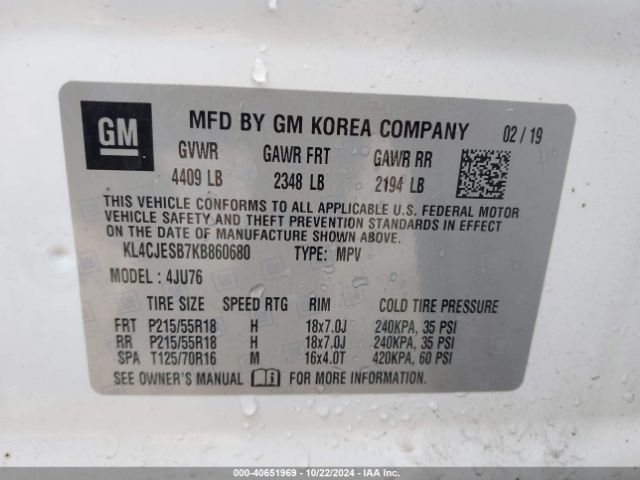 GM
MFD BY GM KOREA COMPANY 02 / 19
GVWR GAWR FRT GAWR RR
4409 LB 2348 LB 2194 LB
THIS VEHICLE CONFORMS TO ALL APPLICABLE U.S. FEDERAL MOTOR
VEHICLE SAFETY AND THEFT PREVENTION STANDARDS IN EFFECT
ON THE DATE OF MANUFACTURE SHOWN ABOVE.
KL4CJESB7KB860680 TYPE: MPV
MODEL : 4JU76
TIRE SIZE SPEED RTG RIM COLD TIRE PRESSURE
FRT P215/55R18 H 18x7.0J 240KPA, 35 PSI
RR P215/55R18 H 18x7.0J 240KPA, 35 PSI
SPA T125/70R16 M 16x4.0T 420KPA, 60 PSI
SEE OWNER'S MANUAL FOR MORE INFORMATION.
000-40651969 - 10/22/2024 - IAAI.CA